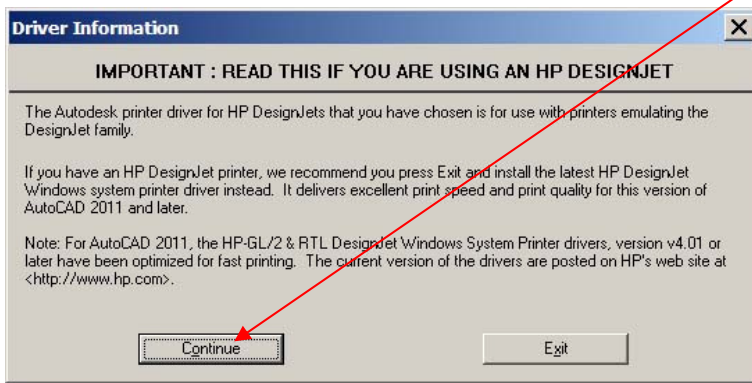 Driver Information
IMPORTANT : READ THIS IF YOU ARE USING AN HP DESIGNJET
The Autodesk printer driver for HP DesignJets that you have chosen is for use with printers emulating the
DesignJet family.
If you have an HP DesignJet printer, we recommend you press Exit and install the latest HP DesignJet
Windows system printer driver instead. It delivers excellent print speed and print quality for this version of
AutoCAD 2011 and later.
Note: For AutoCAD 2011, the HP-GL/2 & RTL DesignJet Windows System Printer drivers, version v4.01 or
later have been optimized for fast printing. The current version of the drivers are posted on HP's web site at
<http://www.hp.com>.
Continue
Exit